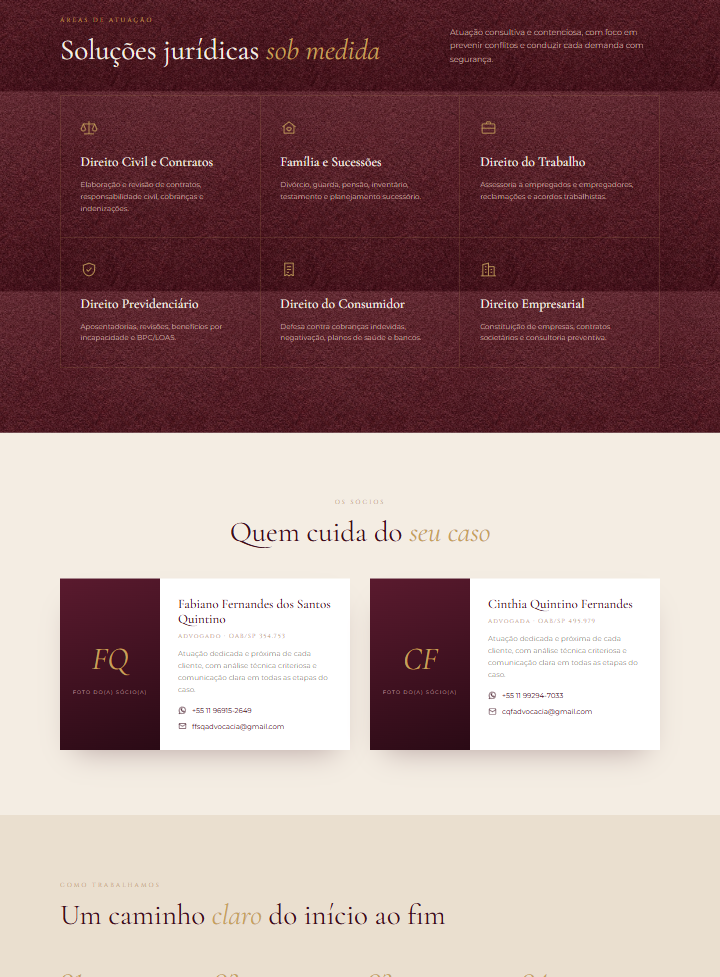 ÁREAS DE ATUAÇÃO
Soluções jurídicas sob medida
Atuação consultiva e contenciosa, com foco em
prevenir conflitos e conduzir cada demanda com
segurança.
Direito Civil e Contratos
Elaboração e revisão de contratos,
responsabilidade civil, cobranças e
indenizações.
Família e Sucessões
Divórcio, guarda, pensão, inventário,
testamento e planejamento sucessório.
Direito do Trabalho
Assessoria a empregados e empregadores,
reclamações e acordos trabalhistas.
Direito Previdenciário
Aposentadorias, revisões, benefícios por
incapacidade e BPC/LOAS.
Direito do Consumidor
Defesa contra cobranças indevidas,
negativação, planos de saúde e bancos.
Direito Empresarial
Constituição de empresas, contratos
societários e consultoria preventiva.
OS SÓCIOS
Quem cuida do seu caso
FQ
FOTO DO(A) SÓCIO(A)
Fabiano Fernandes dos Santos
Quintino
ADVOGADO · OAB/SP
Atuação dedicada e próxima de cada
cliente, com análise técnica criteriosa e
comunicação clara em todas as etapas do
caso.
+55 11 96915-2649
ffsqadvocacia@gmail.com
CF
FOTO DO(A) SÓCIO(A)
Cinthia Quintino Fernandes
ADVOGADA · OAB/SP
Atuação dedicada e próxima de cada
cliente, com análise técnica criteriosa e
comunicação clara em todas as etapas do
caso.
+55 11 99294-7033
cqfadvocacia@gmail.com
COMO TRABALHAMOS
Um caminho claro do início ao fim